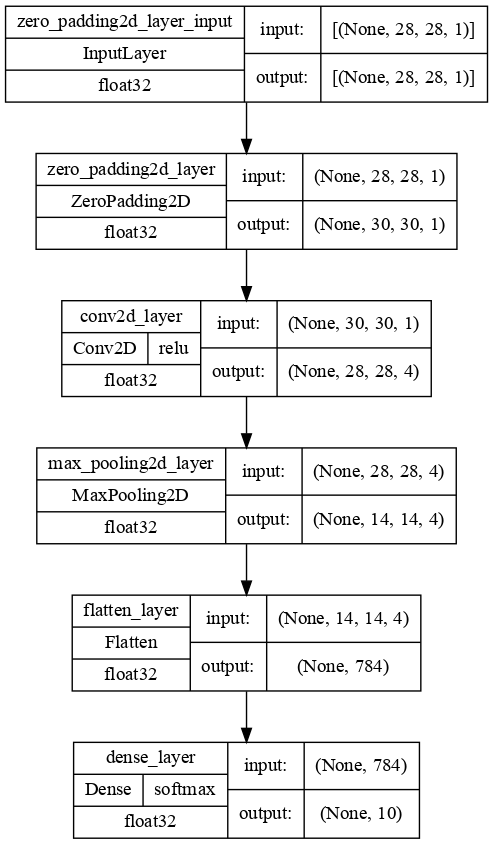 zero_padding2d_layer_input
InputLayer
float32
input:
[(None, 28, 28, 1)]
output:
[(None, 28, 28, 1)]
zero_padding2d_layer
ZeroPadding2D
float32
input:
(None, 28, 28, 1)
output:
(None, 30, 30, 1)
conv2d_layer
Conv2D
relu
float32
input:
(None, 30, 30, 1)
output:
(None, 28, 28, 4)
max_pooling2d_layer
MaxPooling2D
float32
input:
(None, 28, 28, 4)
output:
(None, 14, 14, 4)
flatten_layer
Flatten
float32
input:
(None, 14, 14, 4)
output:
(None, 784)
dense_layer
Dense
softmax
float32
input:
(None, 784)
output:
(None, 10)